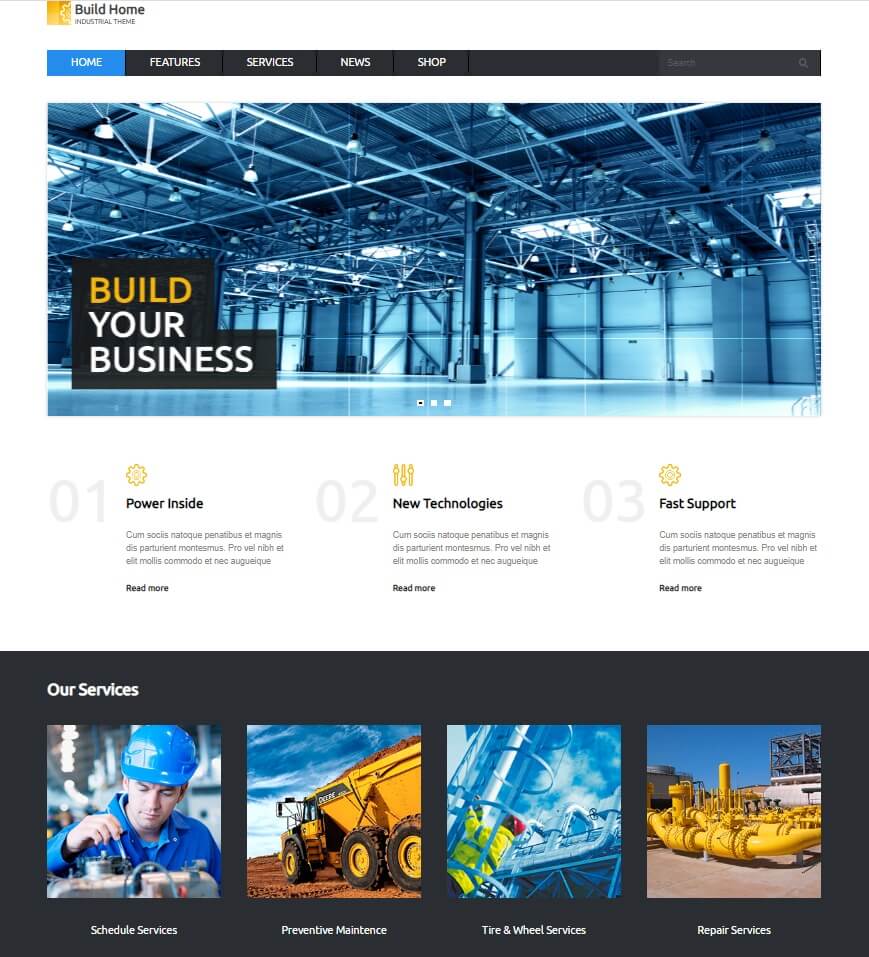 Build Home
INDUSTRIAL THEME
HOME
FEATURES
SERVICES
NEWS
SHOP
Search
BUILD
YOUR
BUSINESS
01
Power Inside
Cum sociis natoque penatibus et magnis
dis parturient montesmus. Pro vel nibh et
elit mollis commodo et nec augueique
Read more
02
New Technologies
Cum sociis natoque penatibus et magnis
dis parturient montesmus. Pro vel nibh et
elit mollis commodo et nec augueique
Read more
03
Fast Support
Cum sociis natoque penatibus et magnis
dis parturient montesmus. Pro vel nibh et
elit mollis commodo et nec augueique
Read more
Our Services
DEERE
Schedule Services
Preventive Maintence
Tire & Wheel Services
Repair Services